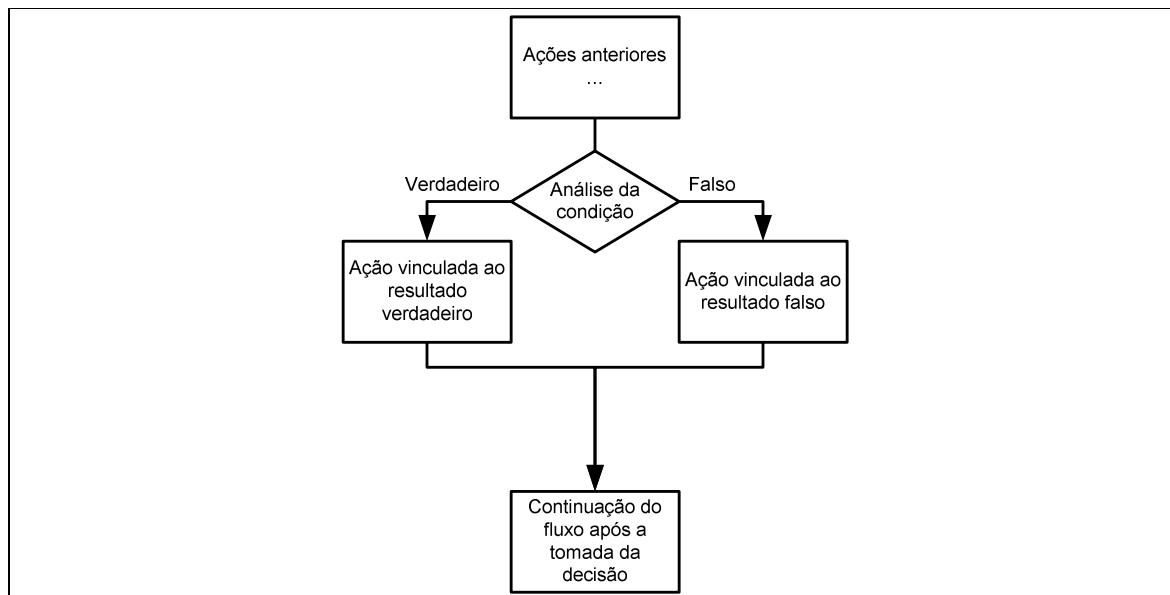 Ações anteriores
...
Verdadeiro
Falso
Análise da
condição
Ação vinculada ao
resultado
verdadeiro
Ação vinculada ao
resultado falso
Continuação do
fluxo após a
tomada da
decisão